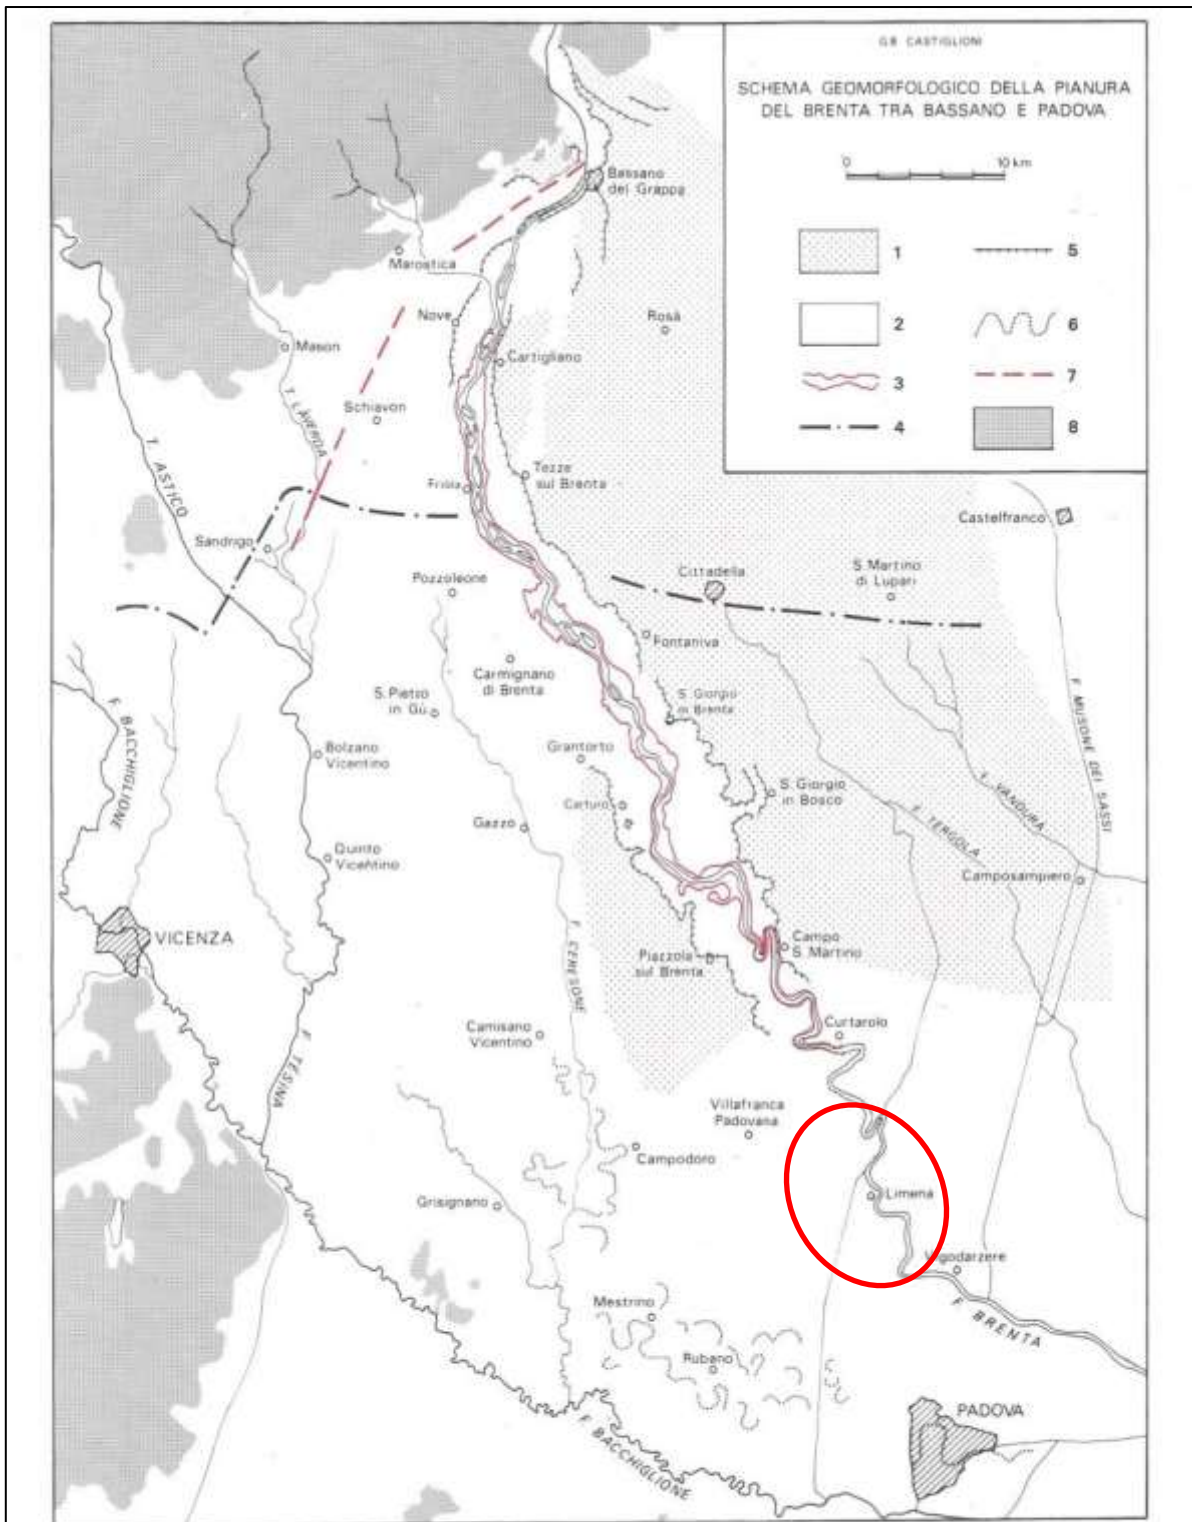 G.B. CASTIGLIONI
SCHEMA GEOMORFOLOGICO DELLA PIANURA
DEL BRENTA TRA BASSANO E PADOVA
0 10 km
1
2
3
4
5
6
7
8
Bassano
del Grappa
Marostica
Nove
Rosà
Mason
Cartigliano
Schiavon
T. LAVERDA
T. ASTICO
Friola
Tezze
sul Brenta
Castelfranco
Sandrigo
Pozzoleone
Cittadella
S. Martino
di Lupari
Fontaniva
Carmignano
di Brenta
S. Pietro
in Gù
S. Giorgio
in Brenta
F. BACCHIGLIONE
F. MUSONE DEI SASSI
Bolzano
Vicentino
Grantorto
S. Giorgio
in Bosco
Carturo
F. VANDURA
F. TERGOLA
Gazzo
Quinto
Vicentino
Camposampiero
VICENZA
F. CERESONE
Piazzola
sul Brenta
Campo
S. Martino
Camisano
Vicentino
Curtarolo
F. TESINA
Villafranca
Padovana
Campodoro
Grisignano
Limena
Vigodarzere
Mestrino
F. BRENTA
Rubano
PADOVA
F. BACCHIGLIONE